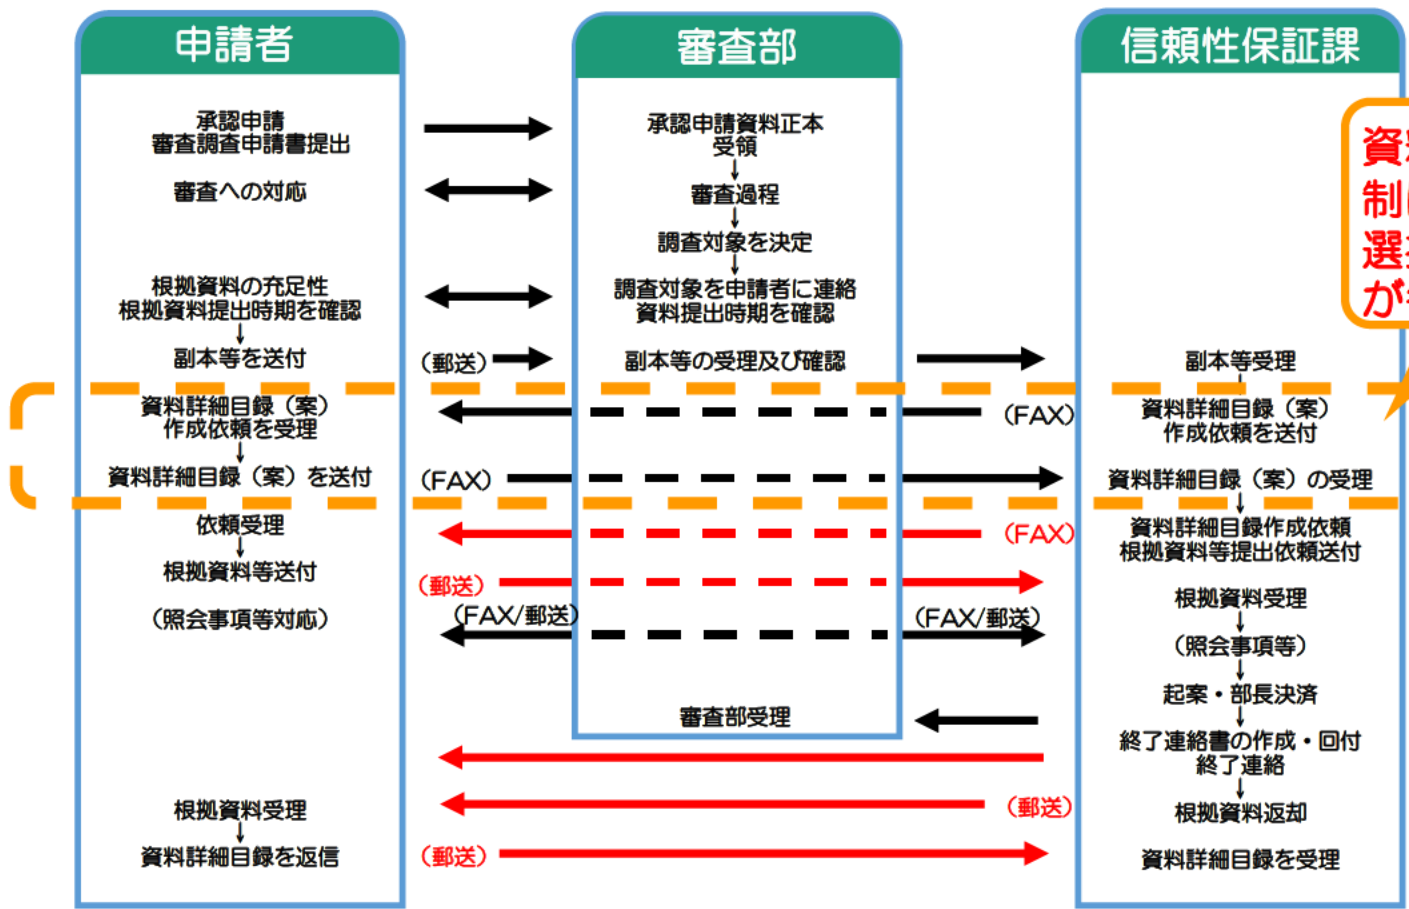 申請者
承認申請
審査調査申請書提出
審査への対応
根拠資料の充足性
根拠資料提出時期を確認
↓
副本等を送付
資料詳細目録（案）
作成依頼を受理
↓
資料詳細目録（案）を送付
依頼受理
↓
根拠資料等送付
（照会事項等対応）
根拠資料受理
↓
資料詳細目録を返信
（郵送）
（FAX）
（郵送）
（FAX/郵送）
（郵送）
審査部
承認申請資料正本
受領
↓
審査過程
↓
調査対象を決定
↓
調査対象を申請者に連絡
資料提出時期を確認
副本等の受理及び確認
審査部受理
（FAX）
（FAX）
（FAX/郵送）
（郵送）
信頼性保証課
副本等受理
資料詳細目録（案）
作成依頼を送付
資料詳細目録（案）の受理
↓
資料詳細目録作成依頼
根拠資料等提出依頼送付
根拠資料受理
↓
（照会事項等）
↓
起案・部長決済
↓
終了連絡書の作成・回付
終了連絡
↓
根拠資料返却
資料詳細目録を受理
資
制
選
が